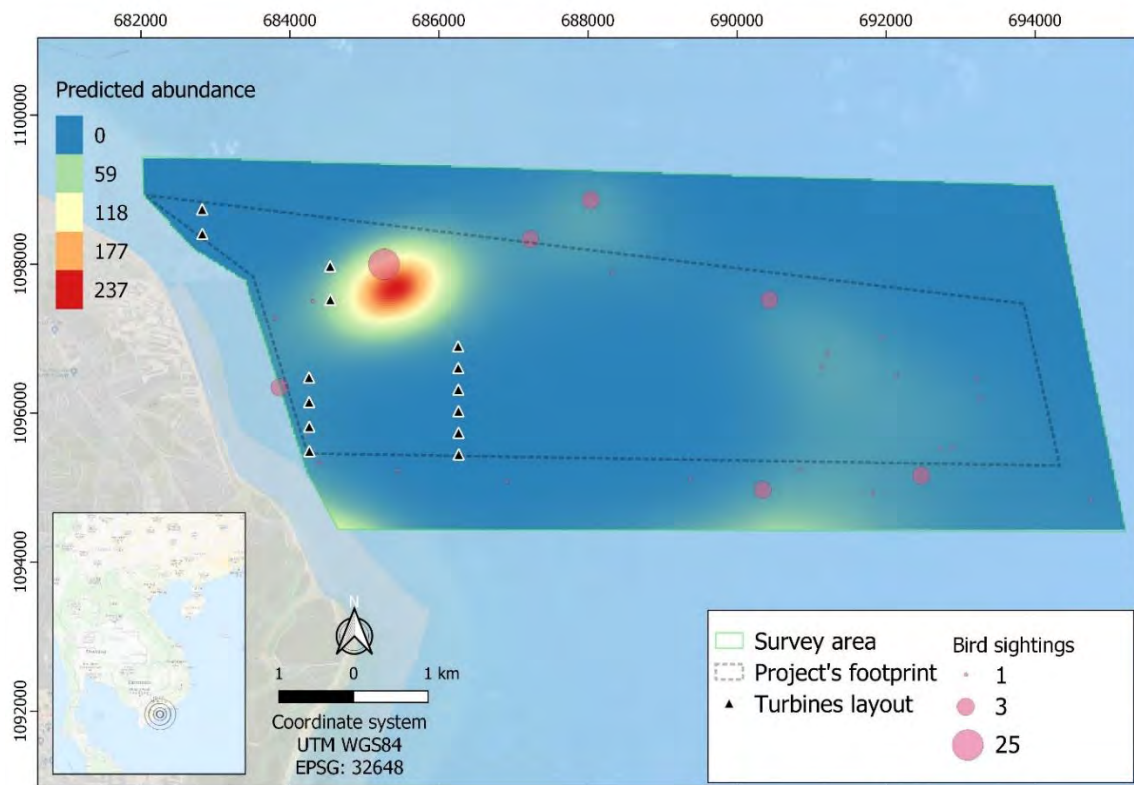 682000 684000 686000 688000 690000 692000 694000
1100000
1098000
1096000
1094000
1092000
Predicted abundance
0
59
118
177
237
N
1 0 1 km
Coordinate system
UTM WGS84
EPSG: 32648
Survey area
Project's footprint
Turbines layout
Bird sightings
1
3
25